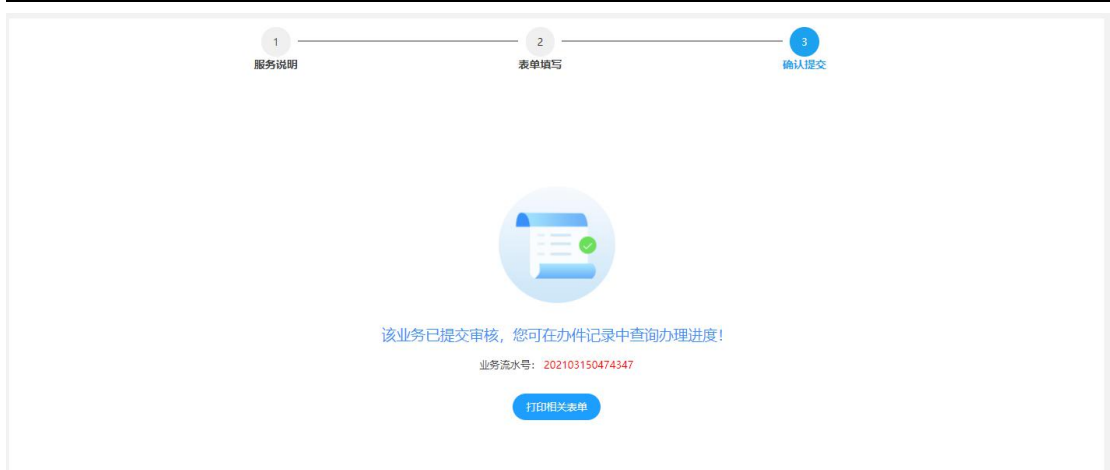 1
2
3
服务说明
表单填写
确认提交
该业务已提交审核，您可在办件记录中查询办理进度！
业务流水号： 202103150474347
打印相关表单